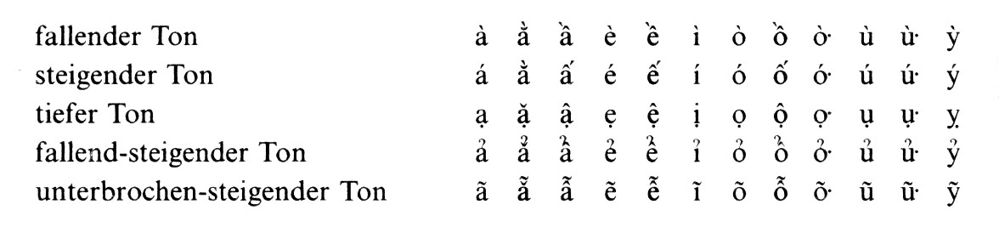 fallender Ton à ằ ầ è ề ì ò ồ ờ ù ừ ỳ
steigender Ton á ằ ấ é ế í ó ố ớ ú ứ ý
tiefer Ton ạ ặ ậ ẹ ệ ị ọ ộ ợ ụ ự ỵ
fallend-steigender Ton ả ẳ ẩ ẻ ể ỉ ỏ ổ ở ủ ử ỷ
unterbrochen-steigender Ton ã ẵ ẫ ẽ ễ ĩ õ ỗ ỡ ũ ữ ỹ